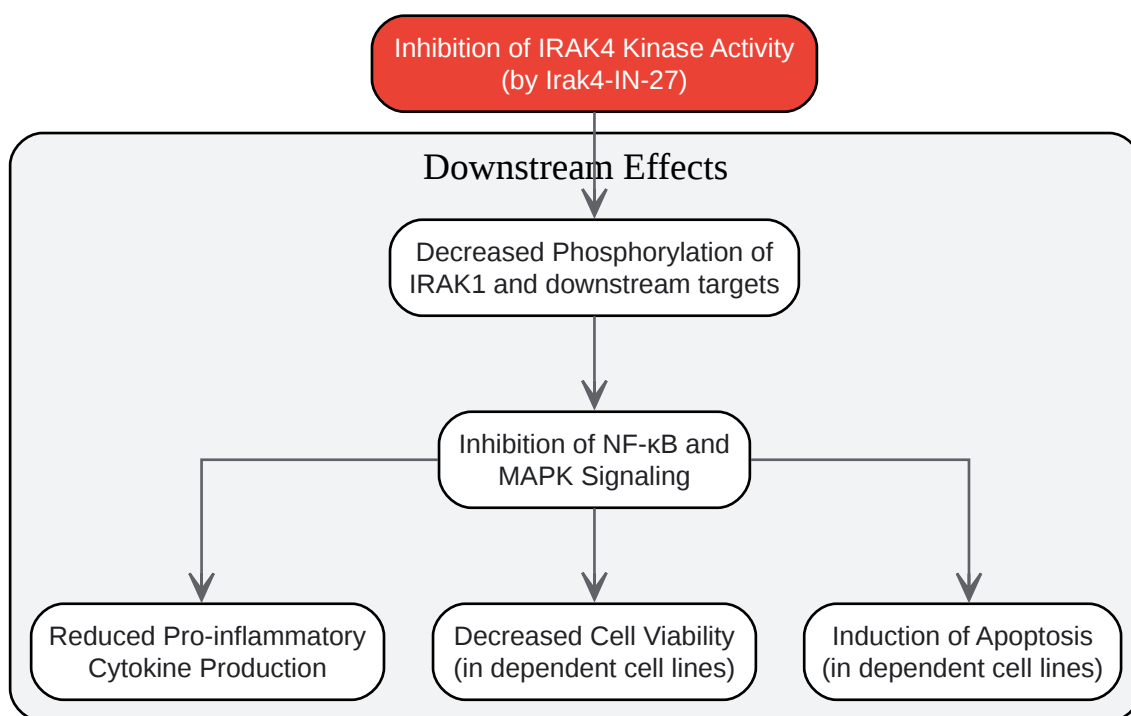 Inhibition of IRAK4 Kinase Activity
(by Irak4-IN-27)
Downstream Effects
Decreased Phosphorylation of
IRAK1 and downstream targets
Inhibition of NF-κB and
MAPK Signaling
Reduced Pro-inflammatory
Cytokine Production
Decreased Cell Viability
(in dependent cell lines)
Induction of Apoptosis
(in dependent cell lines)